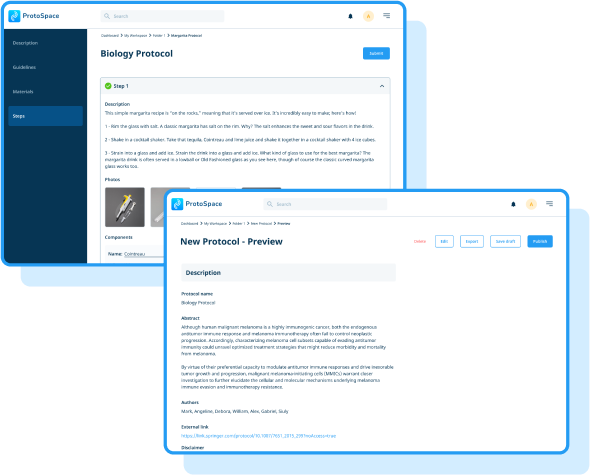 ProtoSpace
Search
A
Description
Guidelines
Materials
Steps
Dashboard > My Workspace > Folder 1 > Margarita Protocol
Biology Protocol
Submit
Step 1
Description
This simple margarita recipe is "on the rocks," meaning that it's served over ice. It's incredibly easy to make; here's how!
1 - Rim the glass with salt. A classic margarita has salt on the rim. Why? The salt enhances the sweet and sour flavors in the drink.
2 - Shake in a cocktail shaker. Take that tequila, Cointreau and lime juice and shake it together in a cocktail shaker with 4 ice cubes.
3 - Strain into a glass and add ice. Strain the drink into a glass and add ice. What kind of glass to use for the best margarita? The
margarita drink is often served in a lowball or Old Fashioned glass as you see here, though of course the classic curved margarita
glass works too.
Photos
Components
Name: Cointreau
ProtoSpace
Search
A
Dashboard > My Workspace > Folder 1 > New Protocol > Preview
New Protocol - Preview
Delete
Edit
Export
Save draft
Publish
Description
Protocol name
Biology Protocol
Abstract
Although human malignant melanoma is a highly immunogenic cancer, both the endogenous
antitumor immune response and melanoma immunotherapy often fail to control neoplastic
progression. Accordingly, characterizing melanoma cell subsets capable of evading antitumor
immunity could unravel optimized treatment strategies that might reduce morbidity and mortality
from melanoma.
By virtue of their preferential capacity to modulate antitumor immune responses and drive inexorable
tumor growth and progression, malignant melanoma-initiating cells (MMICs) warrant closer
investigation to further elucidate the cellular and molecular mechanisms underlying melanoma
immune evasion and immunotherapy resistance.
Authors
Mark, Angeline, Debora, William, Alex, Gabriel, Giuly
External link
Disclaimer